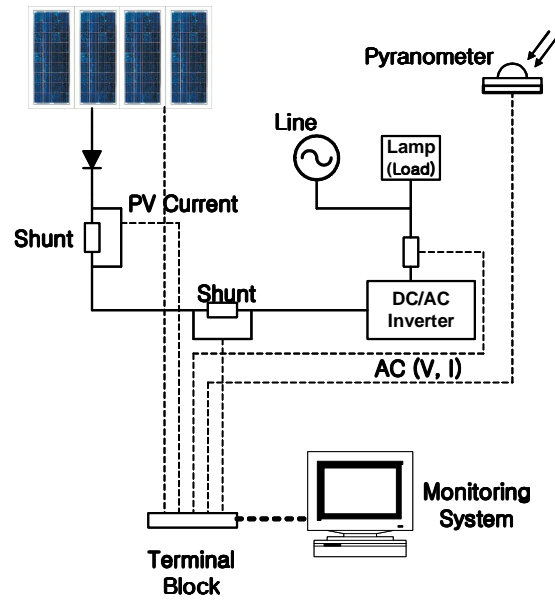 Pyranometer
Line
Lamp
(Load)
PV Current
Shunt
Shunt
DC/AC
Inverter
AC (V, I)
Monitoring
System
Terminal
Block